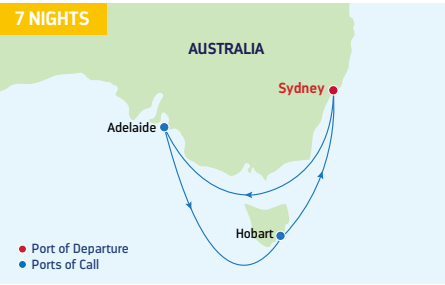 7 NIGHTS
AUSTRALIA
Sydney
Adelaide
Hobart
Port of Departure
Ports of Call